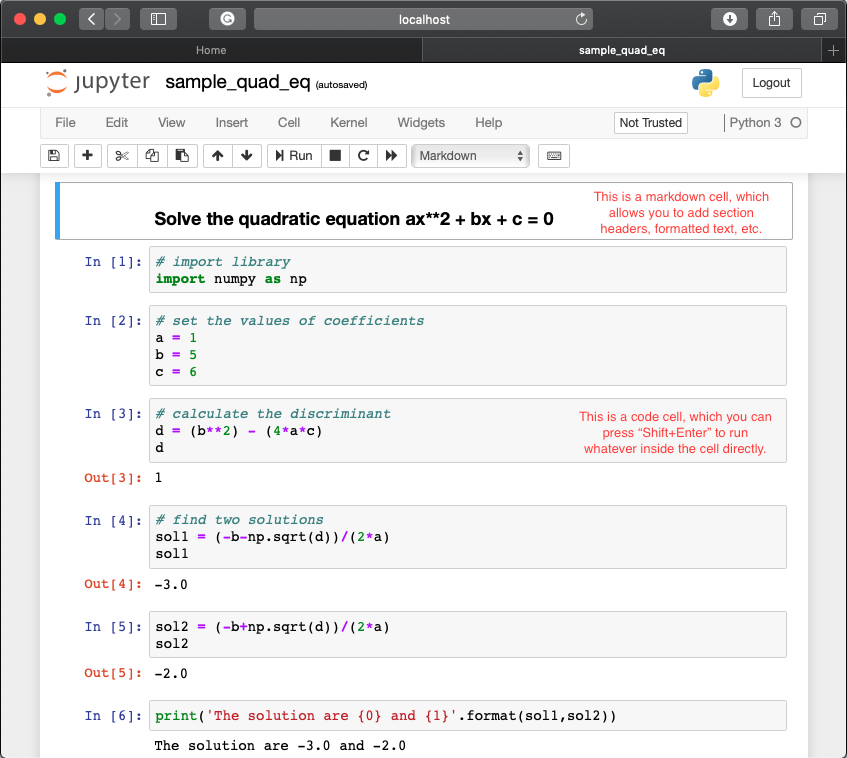 localhost
Home
sample_quad_eq
jupyter sample_quad_eq (autosaved)
Logout
File Edit View Insert Cell Kernel Widgets Help Not Trusted Python 3
Run Markdown
Solve the quadratic equation ax**2 + bx + c = 0
This is a markdown cell, which
allows you to add section
headers, formatted text, etc.
In [1]: # import library
import numpy as np
In [2]: # set the values of coefficients
a = 1
b = 5
c = 6
In [3]: # calculate the discriminant
d = (b**2) - (4*a*c)
d
This is a code cell, which you can
press “Shift+Enter” to run
whatever inside the cell directly.
Out[3]: 1
In [4]: # find two solutions
sol1 = (-b-np.sqrt(d))/(2*a)
sol1
Out[4]: -3.0
In [5]: sol2 = (-b+np.sqrt(d))/(2*a)
sol2
Out[5]: -2.0
In [6]: print('The solution are {0} and {1}'.format(sol1,sol2))
The solution are -3.0 and -2.0